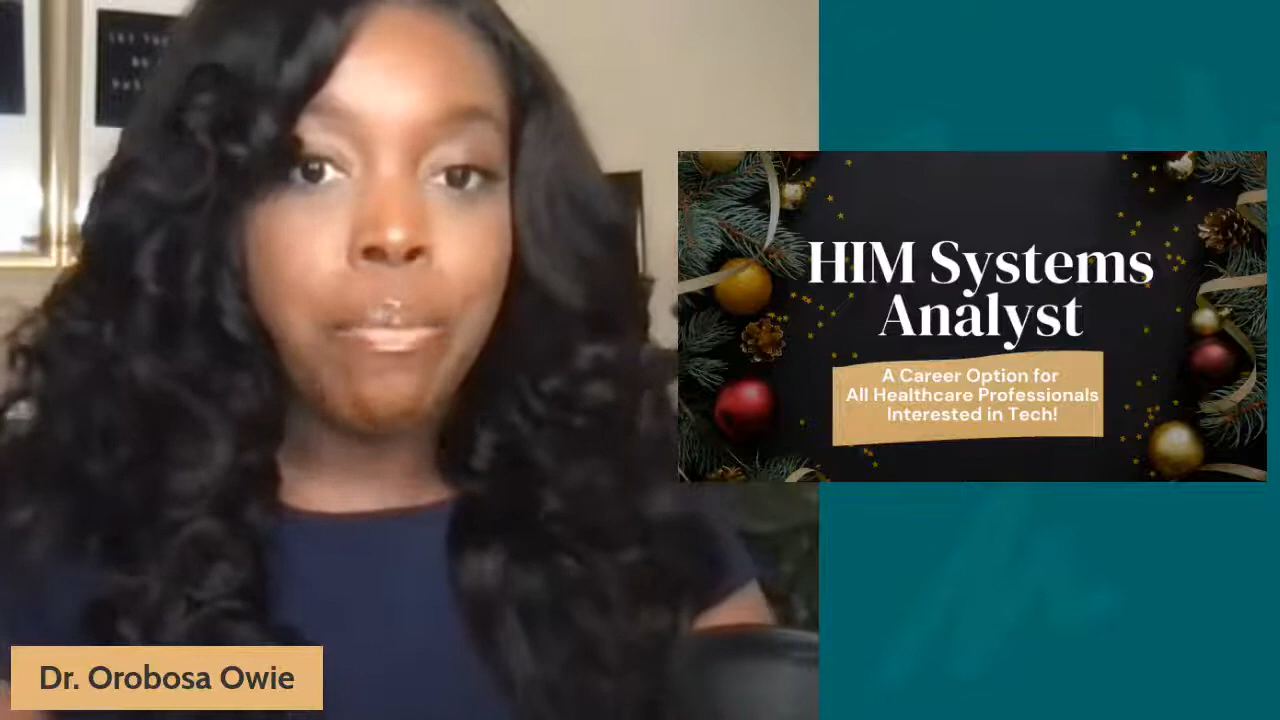 HIM Systems
Analyst
A Career Option for
All Healthcare Professionals
Interested in Tech!
Dr. Orobosa Owie